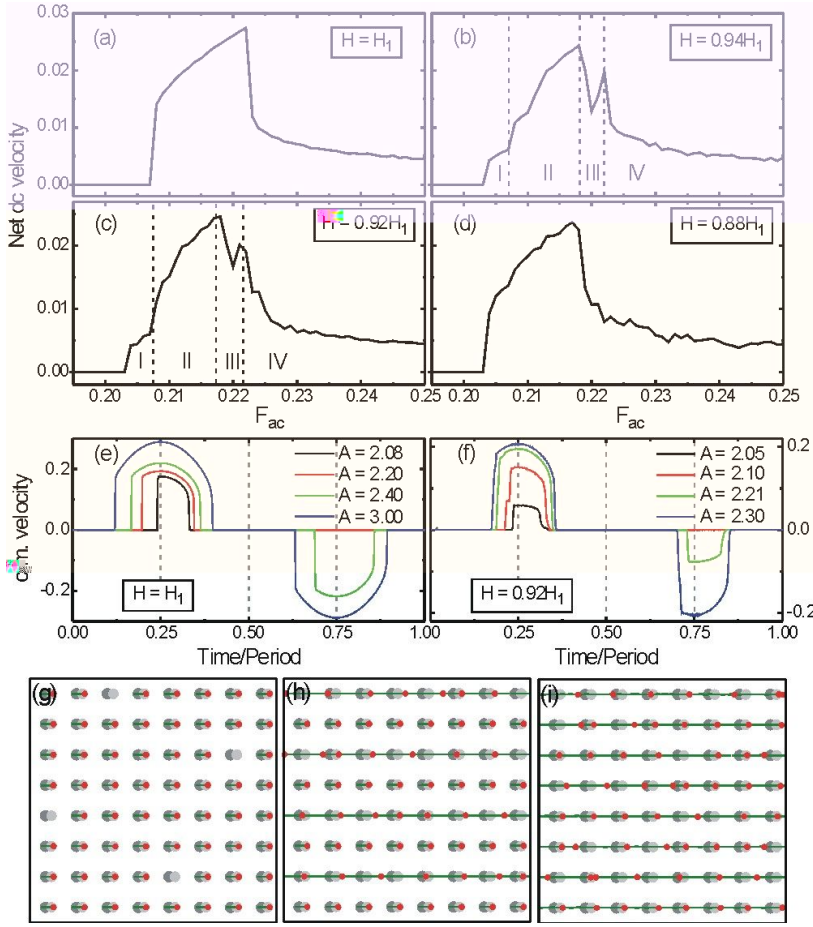 0.03
(a)
H = H1
(b)
H = 0.94H1
0.02
0.01
0.00
I II III IV
Net dc velocity
(c)
0.92H1
(d)
H = 0.88H1
0.02
0.01
0.00
I II III IV
0.20 0.21 0.22 0.23 0.24 0.25
0.20 0.21 0.22 0.23 0.24 0.25
Fac
Fac
(e)
A = 2.08
A = 2.20
A = 2.40
A = 3.00
H = H1
(f)
A = 2.05
A = 2.10
A = 2.21
A = 2.30
H = 0.92H1
0.2
0.0
-0.2
0.2
0.0
-0.2
velocity
0.00 0.25 0.50 0.75 1.00
0.25 0.50 0.75 1.00
Time/Period
Time/Period
(g)
(h)
(i)